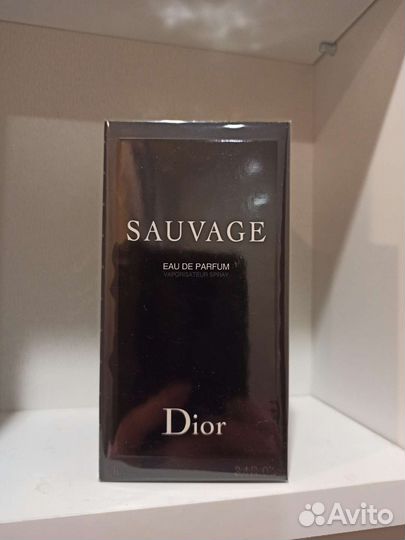 SAUVAGE
EAU DE PARFUM
VAPORISATEUR SPRAY
Dior
Avito